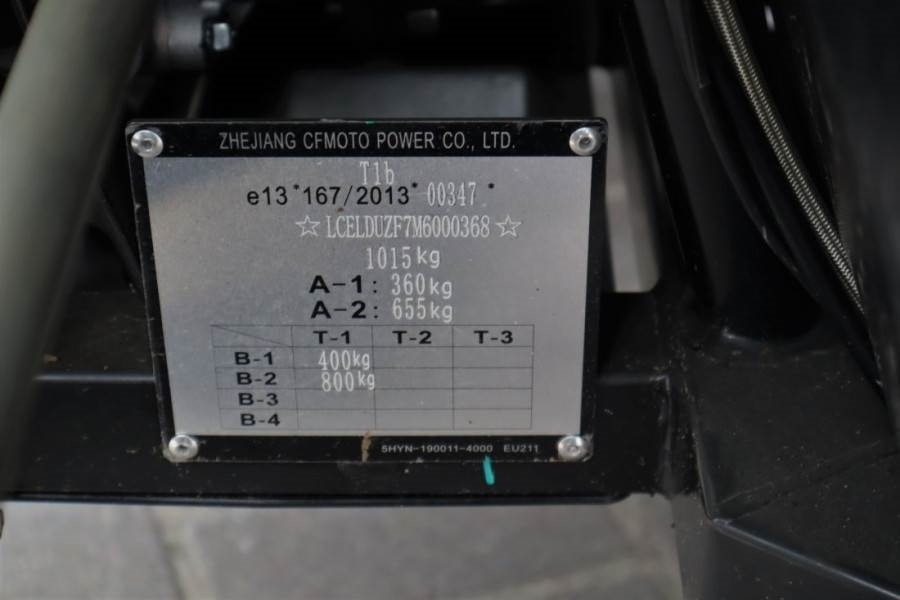 ZHEJIANG CFMOTO POWER CO., LTD.
T1b
e13*167/2013*00347*
☆LCELDUZF7M6000368☆
1015kg
A-1: 360kg
A-2: 655kg
T-1 T-2 T-3
B-1 400kg
B-2 800kg
B-3
B-4
5HYN-190011-4000 EU211